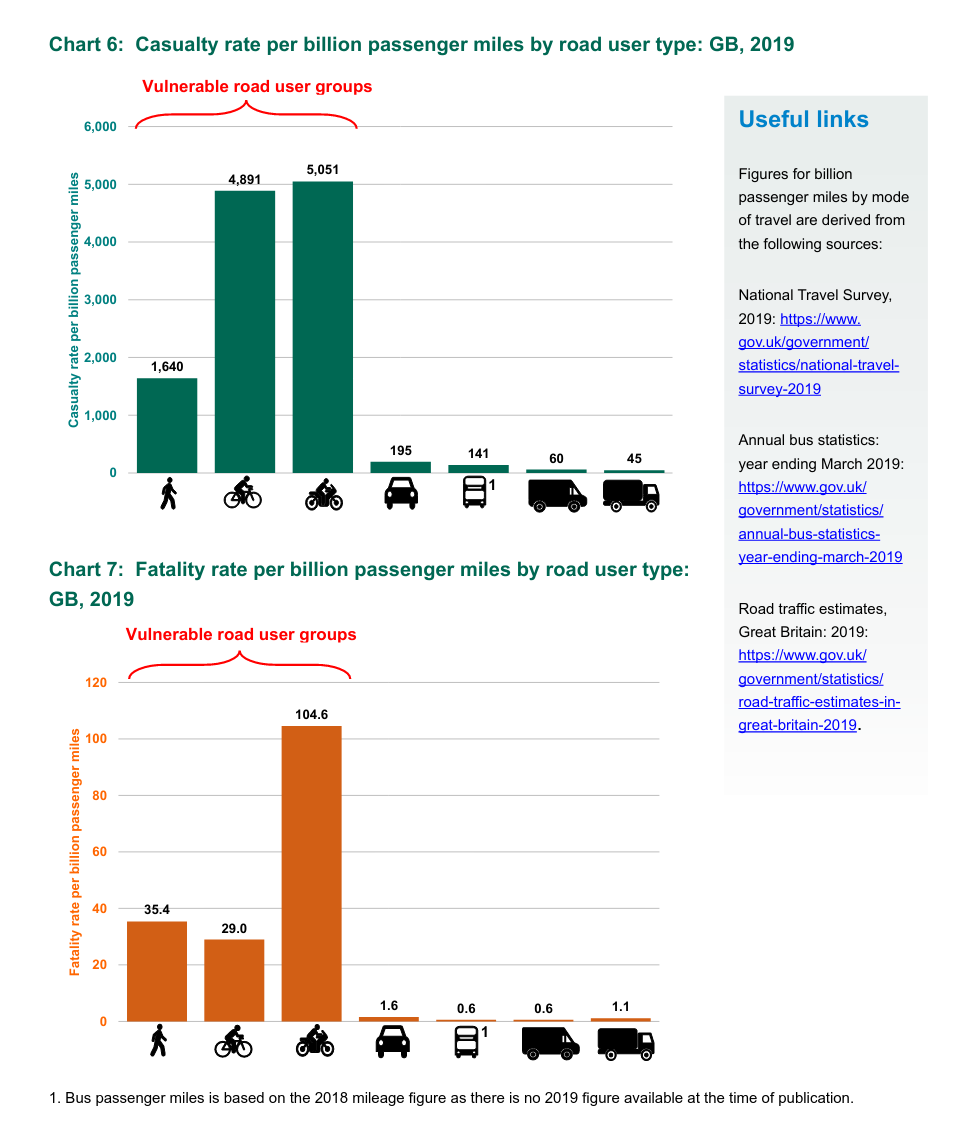 Chart 6:  Casualty rate per billion passenger miles by road user type: GB, 2019
Vulnerable road user groups
Casualty rate per billion passenger miles
6,000
5,000
4,000
3,000
2,000
1,000
0
1,640
4,891
5,051
195
141
60
45
1
Chart 7:  Fatality rate per billion passenger miles by road user type:
GB, 2019
Vulnerable road user groups
Fatality rate per billion passenger miles
120
100
80
60
40
20
0
35.4
29.0
104.6
1.6
0.6
0.6
1.1
1
Useful links
Figures for billion
passenger miles by mode
of travel are derived from
the following sources:
National Travel Survey,
2019: https://www.
gov.uk/government/
statistics/national-travel-
survey-2019
Annual bus statistics:
year ending March 2019:
https://www.gov.uk/
government/statistics/
annual-bus-statistics-
year-ending-march-2019
Road traffic estimates,
Great Britain: 2019:
https://www.gov.uk/
government/statistics/
road-traffic-estimates-in-
great-britain-2019.
1. Bus passenger miles is based on the 2018 mileage figure as there is no 2019 figure available at the time of publication.